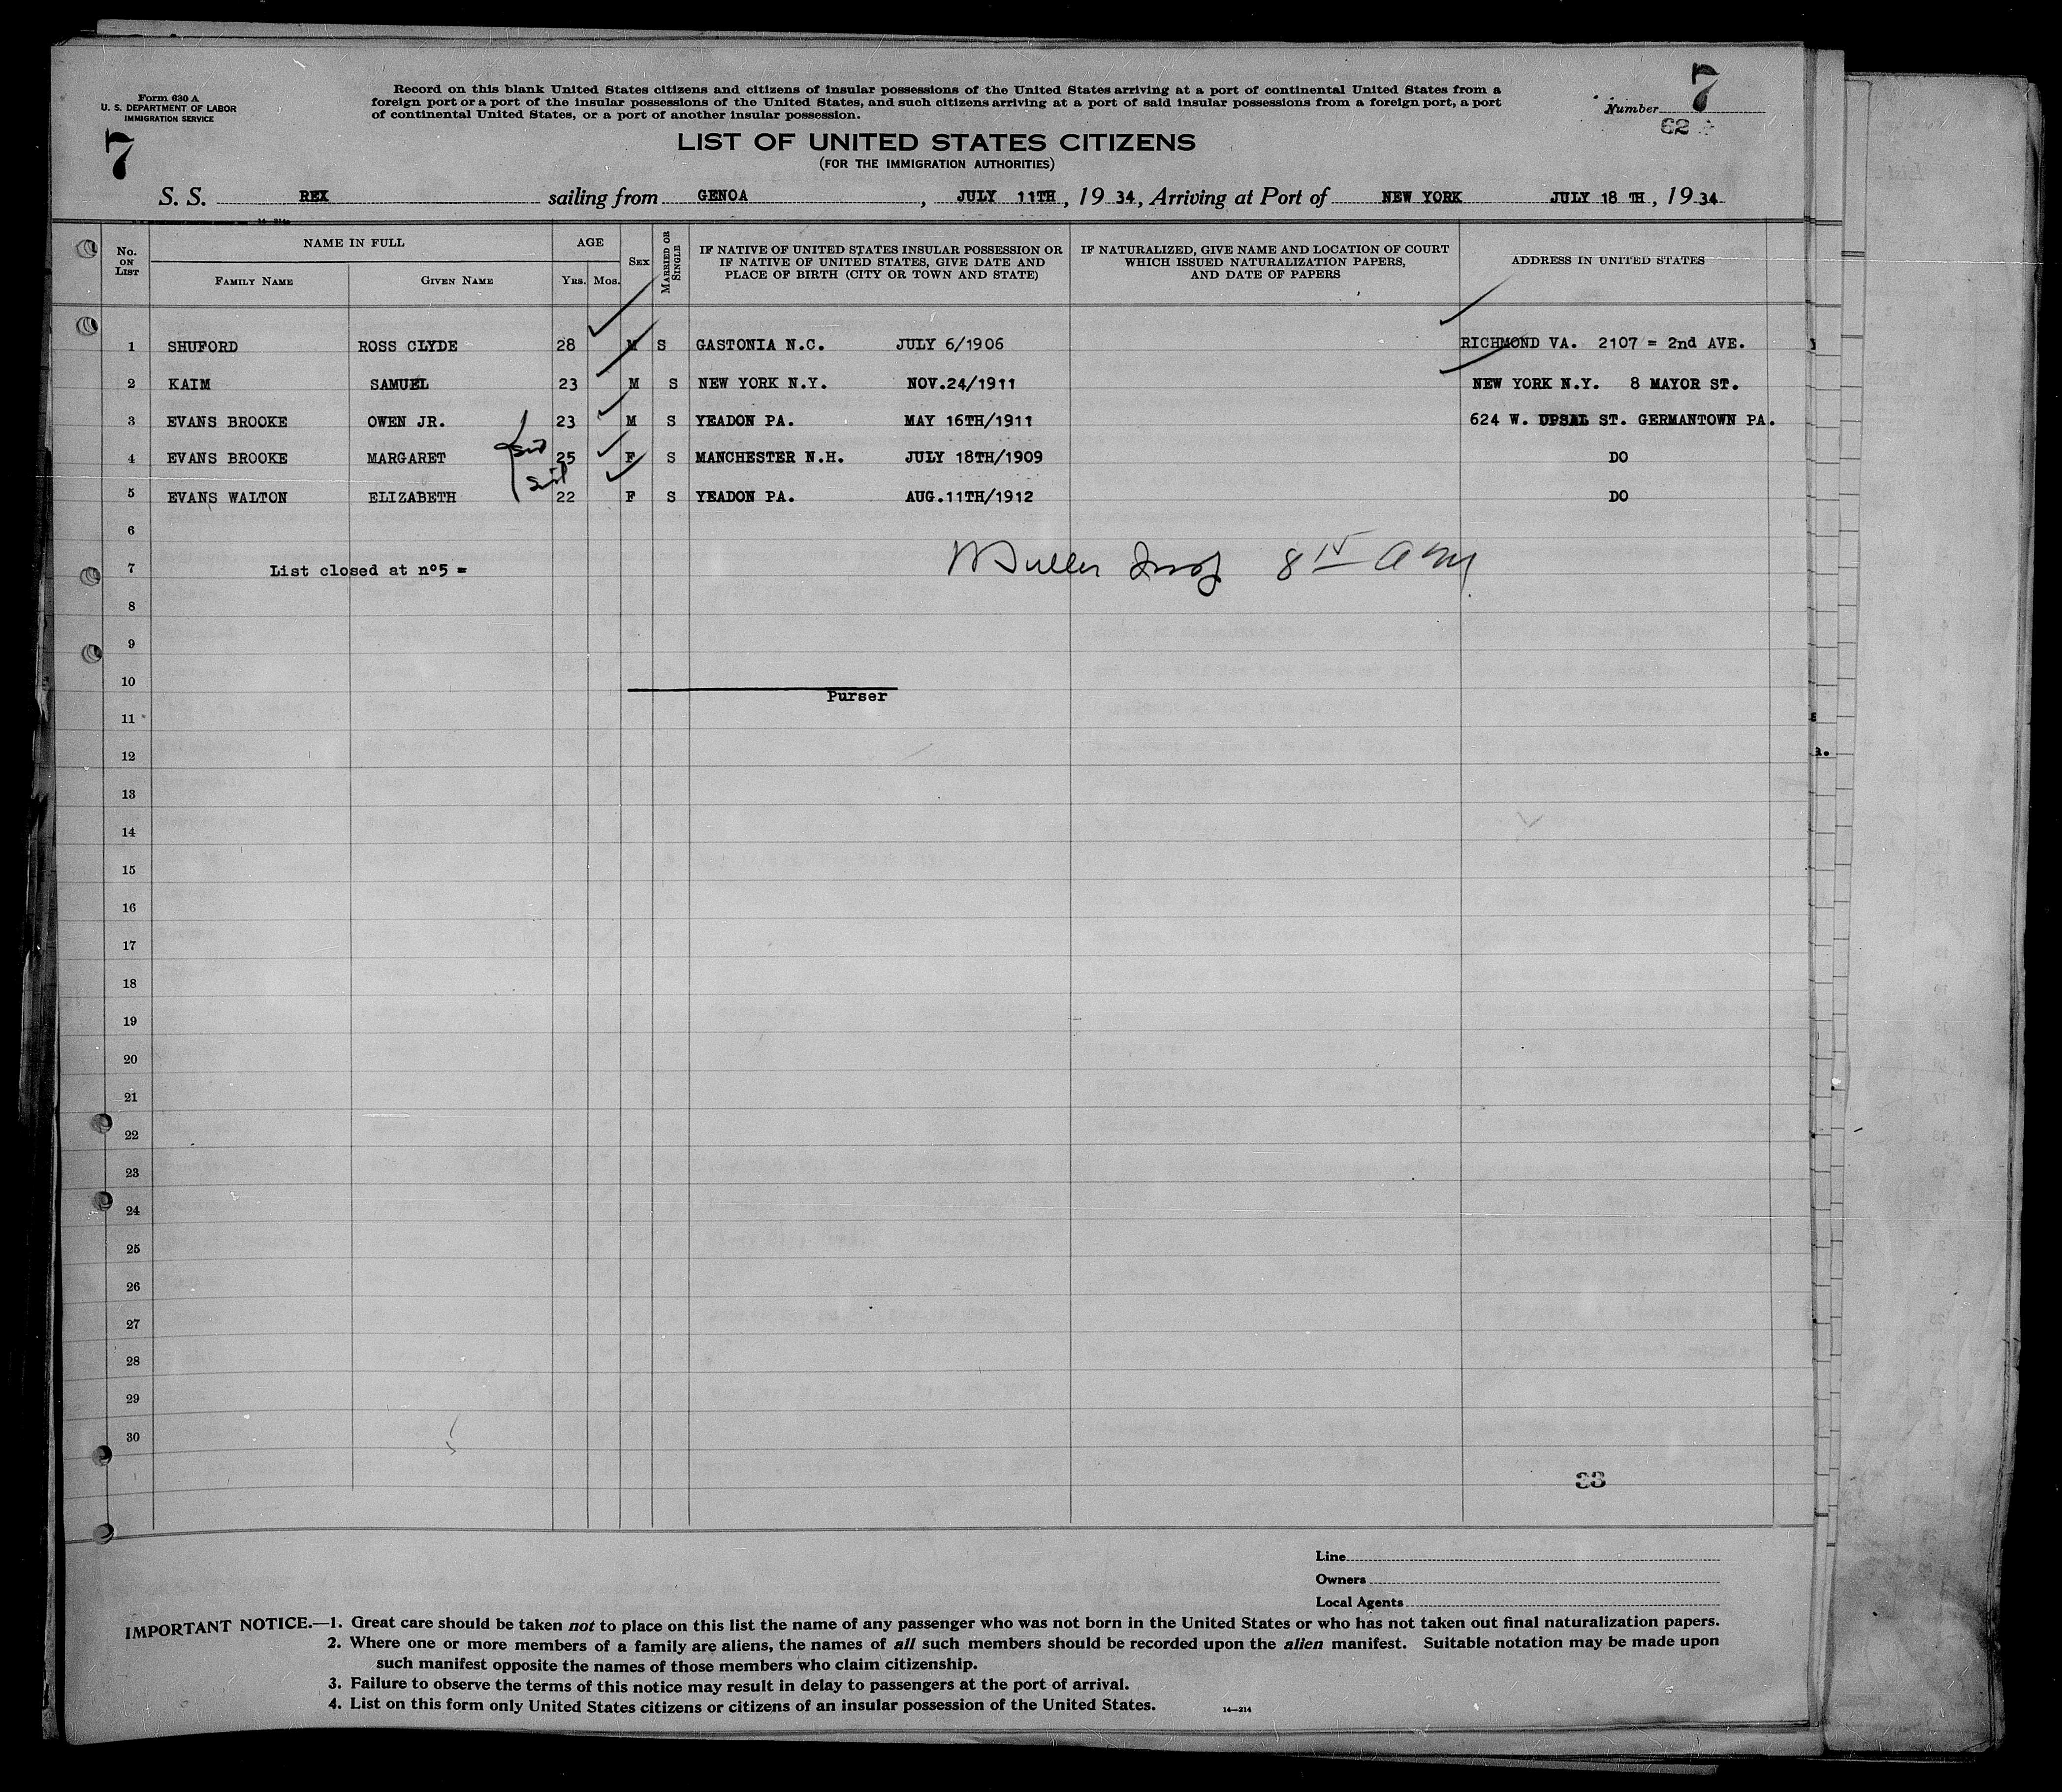 Form 630 A
U. S. DEPARTMENT OF LABOR
IMMIGRATION SERVICE
7
Record on this blank United States citizens and citizens of insular possessions of the United States arriving at a port of continental United States from a
foreign port or a port of the insular possessions of the United States, and such citizens arriving at a port of said insular possessions from a foreign port, a port
of continental United States, or a port of another insular possession.
Number 7
62
LIST OF UNITED STATES CITIZENS
(FOR THE IMMIGRATION AUTHORITIES)
S. S. REX sailing from GENOA, JULY 11TH, 19 34, Arriving at Port of NEW YORK JULY 18 TH, 19 34
14-214
No. ON LIST
NAME IN FULL
FAMILY NAME
GIVEN NAME
AGE
YRS. MOS.
SEX
MARRIED OR SINGLE
IF NATIVE OF UNITED STATES INSULAR POSSESSION OR
IF NATIVE OF UNITED STATES, GIVE DATE AND
PLACE OF BIRTH (CITY OR TOWN AND STATE)
IF NATURALIZED, GIVE NAME AND LOCATION OF COURT
WHICH ISSUED NATURALIZATION PAPERS,
AND DATE OF PAPERS
ADDRESS IN UNITED STATES
1 SHUFORD ROSS CLYDE 28 M S GASTONIA N.C. JULY 6/1906 RICHMOND VA. 2107 = 2nd AVE.
2 KAIM SAMUEL 23 M S NEW YORK N.Y. NOV.24/1911 NEW YORK N.Y. 8 MAYOR ST.
3 EVANS BROOKE OWEN JR. 23 M S YEADON PA. MAY 16TH/1911 624 W. UPSAL ST. GERMANTOWN PA.
4 EVANS BROOKE MARGARET 25 F S MANCHESTER N.H. JULY 18TH/1909 DO
5 EVANS WALTON ELIZABETH 22 F S YEADON PA. AUG.11TH/1912 DO
6
7 List closed at nº5 =
8
9
10
Purser
11
12
13
14
15
16
17
18
19
20
21
22
23
24
25
26
27
28
29
30
33
Line
Owners
Local Agents
IMPORTANT NOTICE.—1. Great care should be taken not to place on this list the name of any passenger who was not born in the United States or who has not taken out final naturalization papers.
2. Where one or more members of a family are aliens, the names of all such members should be recorded upon the alien manifest. Suitable notation may be made upon
such manifest opposite the names of those members who claim citizenship.
3. Failure to observe the terms of this notice may result in delay to passengers at the port of arrival.
4. List on this form only United States citizens or citizens of an insular possession of the United States.
14—214